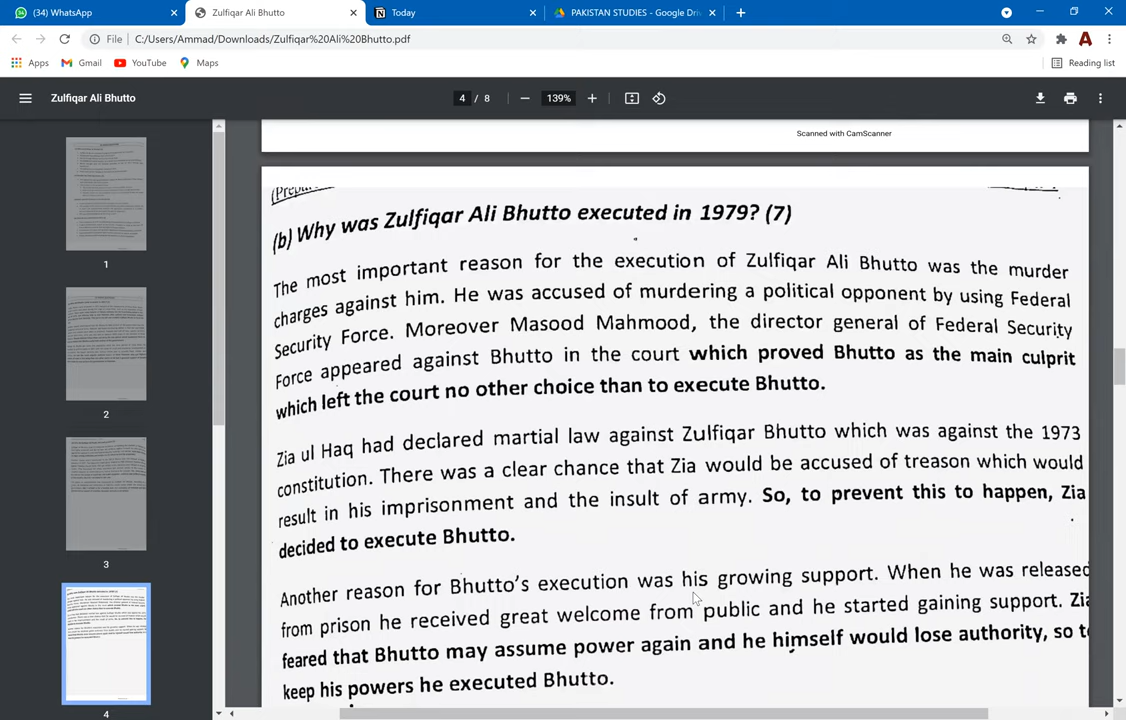 (34) WhatsApp
Zulfiqar Ali Bhutto
Today
PAKISTAN STUDIES - Google Driv
File
C:/Users/Ammad/Downloads/Zulfiqar%20Ali%20Bhutto.pdf
Apps
Gmail
YouTube
Maps
Reading list
Zulfiqar Ali Bhutto
4 / 8
139%
1
2
3
4
Scanned with CamScanner
(b) Why was Zulfiqar Ali Bhutto executed in 1979? (7)
The most important reason for the execution of Zulfiqar Ali Bhutto was the murder
charges against him. He was accused of murdering a political opponent by using Federal
Security Force. Moreover Masood Mahmood, the director general of Federal Security
Force appeared against Bhutto in the court which proved Bhutto as the main culprit
which left the court no other choice than to execute Bhutto.
Zia ul Haq had declared martial law against Zulfiqar Bhutto which was against the 1973
constitution. There was a clear chance that Zia would be accused of treason which would
result in his imprisonment and the insult of army. So, to prevent this to happen, Zia
decided to execute Bhutto.
Another reason for Bhutto's execution was his growing support. When he was released
from prison he received great welcome from public and he started gaining support. Zia
feared that Bhutto may assume power again and he himself would lose authority, so to
keep his powers he executed Bhutto.